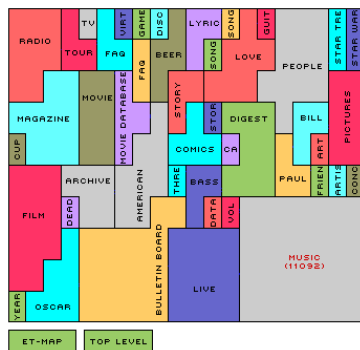 TV
VIRT
GAME
DISC
LYRIC
SONG
GUIT
STAR TRE
STAR WAR
RADIO
TOUR
FAQ
FAQ
BEER
SONG
LOVE
PEOPLE
MOVIE
MOVIE DATABASE
STORY
PICTURES
MAGAZINE
STOR
DIGEST
BILL
CUP
COMICS
CA
ART
ARCHIVE
AMERICAN
THRE
BASS
PAUL
FRIEN
ARTIS
CONC
FILM
DEAD
DATA
VOL
BULLETIN BOARD
MUSIC
(11092)
LIVE
YEAR
OSCAR
ET-MAP
TOP LEVEL